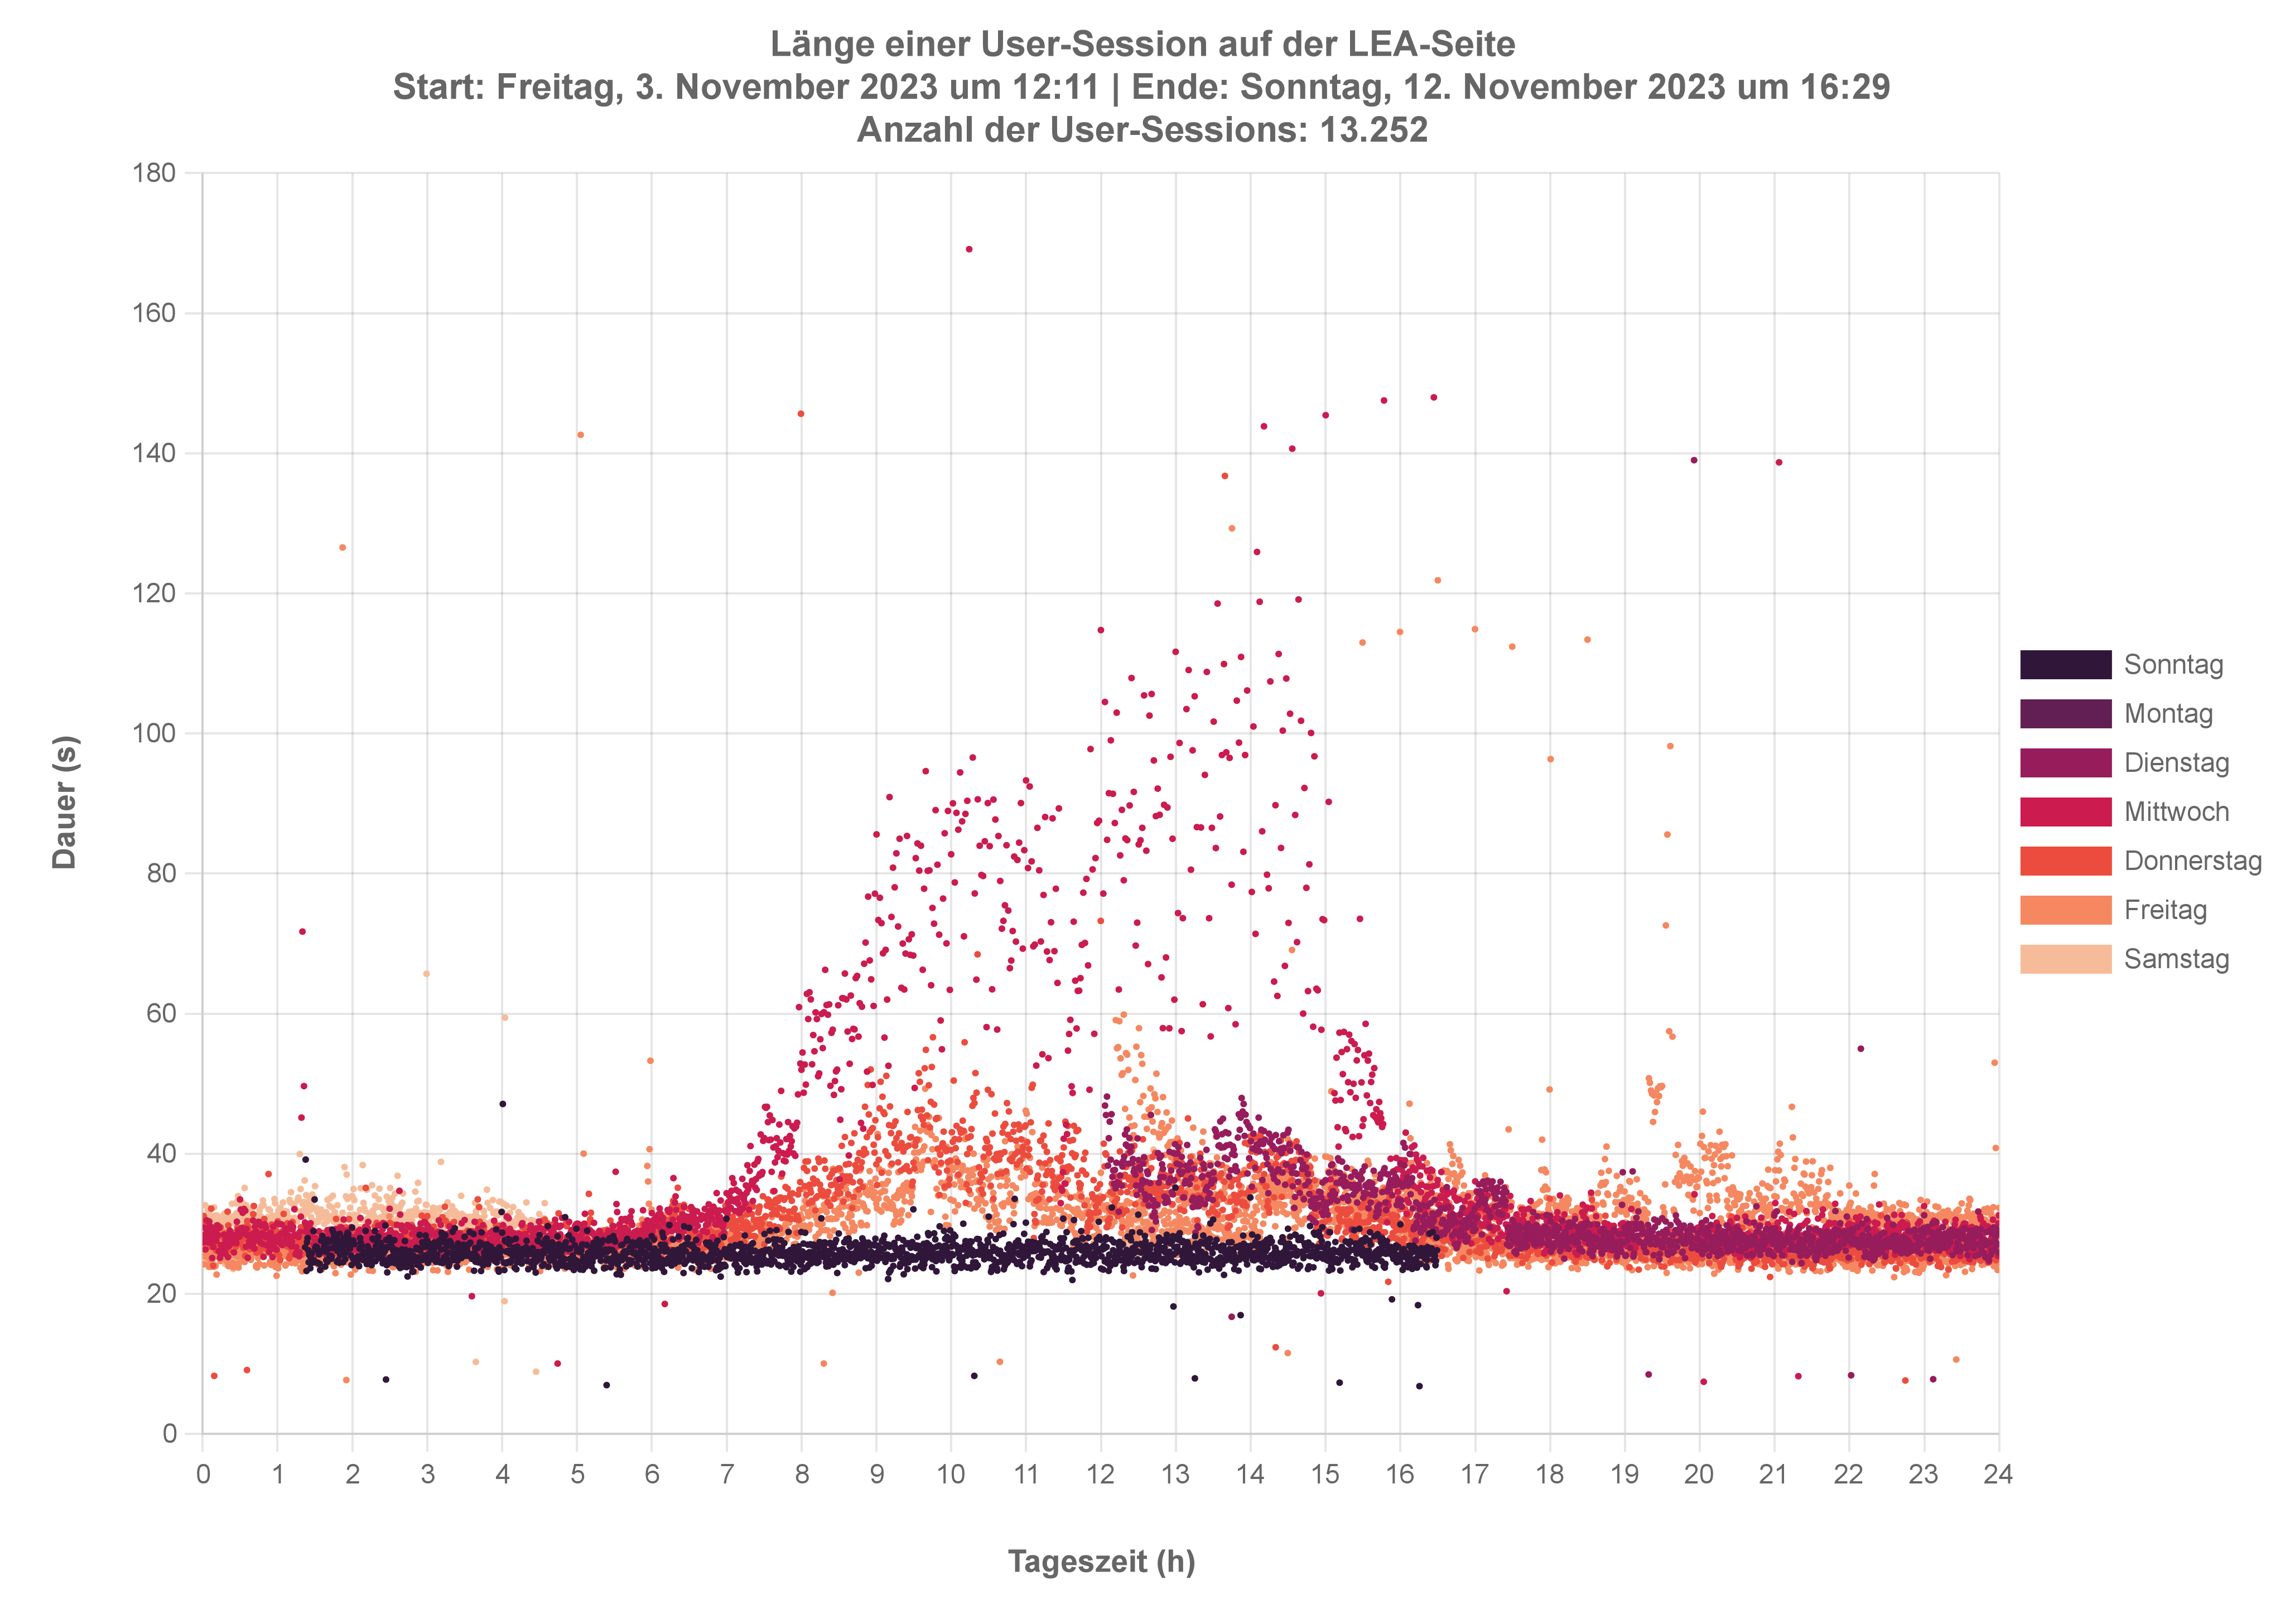 Länge einer User-Session auf der LEA-Seite
Start: Freitag, 3. November 2023 um 12:11 | Ende: Sonntag, 12. November 2023 um 16:29
Anzahl der User-Sessions: 13.252
180
160
140
120
100
80
60
40
20
0
Dauer (s)
0 1 2 3 4 5 6 7 8 9 10 11 12 13 14 15 16 17 18 19 20 21 22 23 24
Tageszeit (h)
Sonntag
Montag
Dienstag
Mittwoch
Donnerstag
Freitag
Samstag